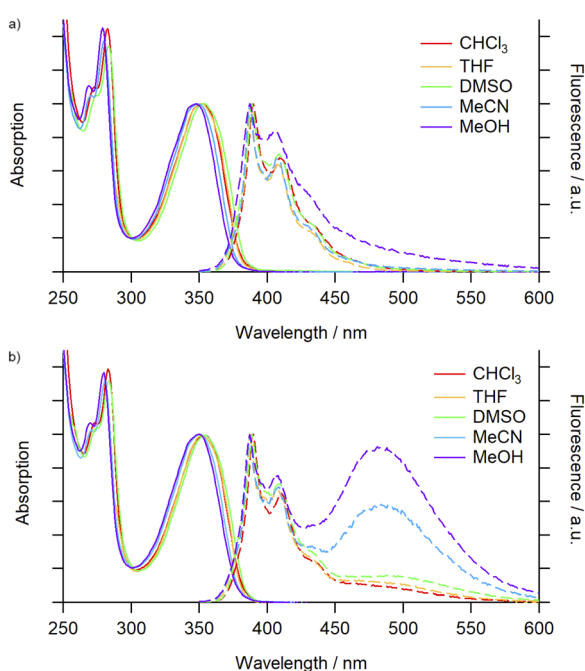 a)
CHCl₃
THF
DMSO
MeCN
MeOH
Absorption
Fluorescence / a.u.
250 300 350 400 450 500 550 600
Wavelength / nm
b)
CHCl₃
THF
DMSO
MeCN
MeOH
Absorption
Fluorescence / a.u.
250 300 350 400 450 500 550 600
Wavelength / nm